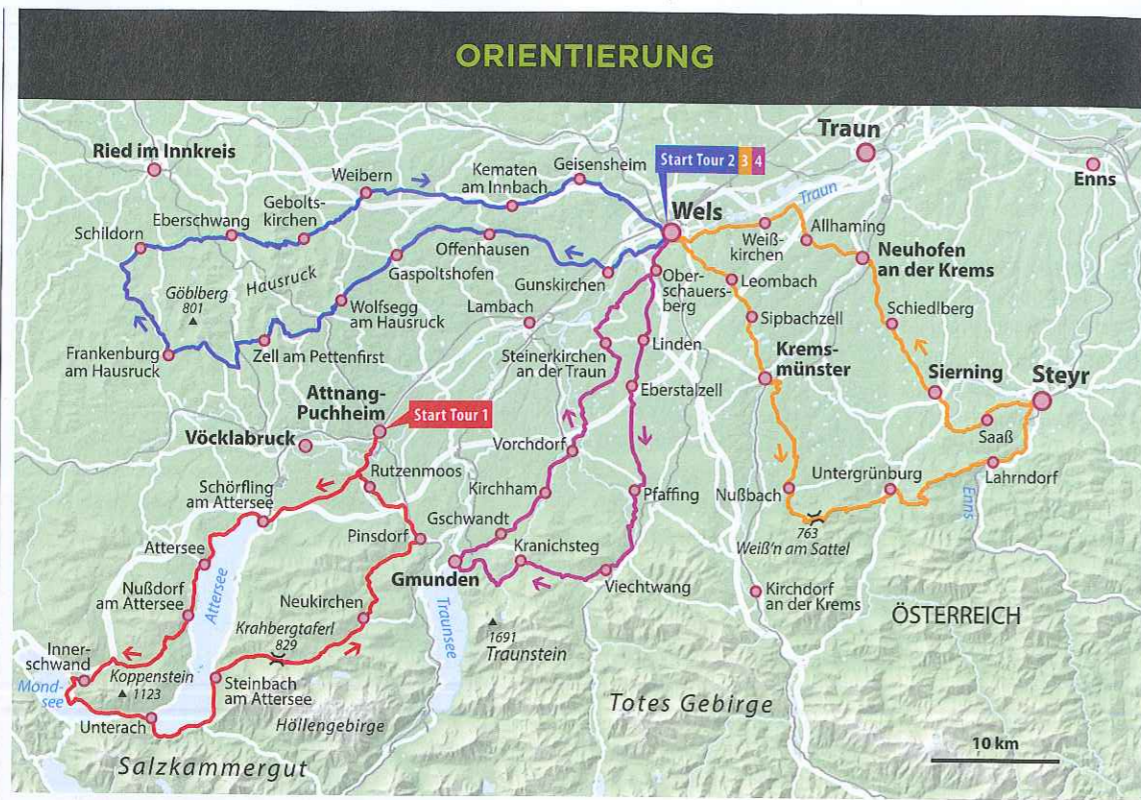 ORIENTIERUNG
Traun
Ried im Innkreis
Enns
Start Tour 2 3 4
Geisensheim
Kematen
am Innbach
Weibern
Traun
Gebolts-
kirchen
Eberschwang
Schildorn
Wels
Weiß-
kirchen
Allhaming
Offenhausen
Neuhofen
an der Krems
Gaspoltshofen
Hausruck
Gunskirchen
Ober-
schauers-
berg
Leombach
Göblberg
801
Wolfsegg
am Hausruck
Lambach
Sipbachzell
Schiedlberg
Frankenburg
am Hausruck
Zell am Pettenfirst
Steinerkirchen
an der Traun
Linden
Krems-
münster
Sierning
Steyr
Eberstalzell
Attnang-
Puchheim
Start Tour 1
Vöcklabruck
Vorchdorf
Saaß
Rutzenmoos
Untergrünburg
Lahrndorf
Schörfling
am Attersee
Kirchham
Pfaffing
Nußbach
Enns
Gschwandt
Pinsdorf
763
Weiß'n am Sattel
Attersee
Kranichsteg
Gmunden
Viechtwang
Nußdorf
am Attersee
Attersee
Neukirchen
Traunsee
Kirchdorf
an der Krems
ÖSTERREICH
Krahbergtaferl
829
1691
Traunstein
Inner-
schwand
Koppenstein
1123
Mond-
see
Steinbach
am Attersee
Totes Gebirge
Unterach
Höllengebirge
10 km
Salzkammergut